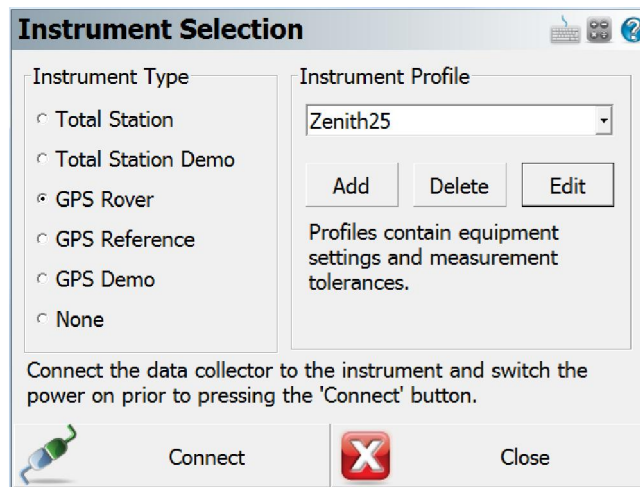 Instrument Selection
Instrument Type
Total Station
Total Station Demo
GPS Rover
GPS Reference
GPS Demo
None
Instrument Profile
Zenith25
Add
Delete
Edit
Profiles contain equipment
settings and measurement
tolerances.
Connect the data collector to the instrument and switch the
power on prior to pressing the 'Connect' button.
Connect
Close